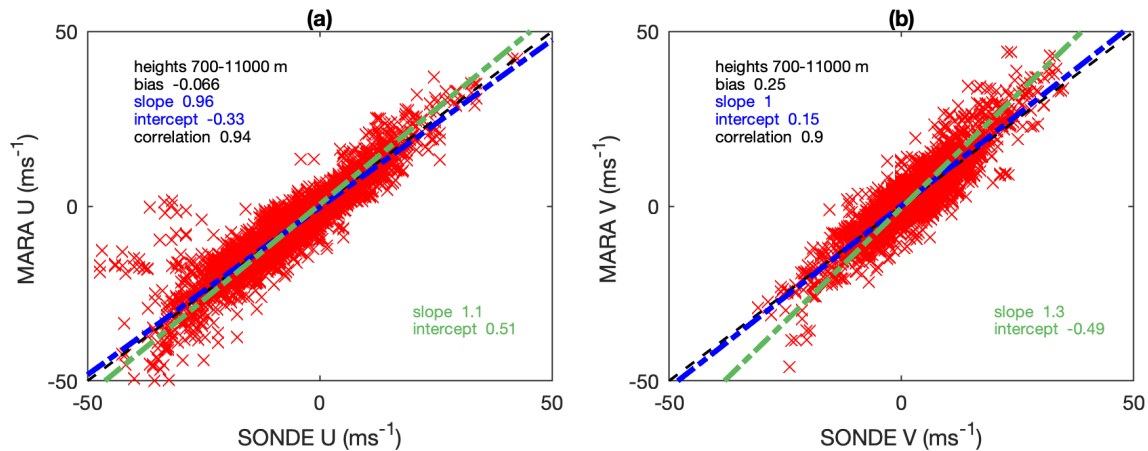 (a)
50
0
-50
MARA U (ms⁻¹)
heights 700-11000 m
bias -0.066
slope 0.96
intercept -0.33
correlation 0.94
slope 1.1
intercept 0.51
-50 0 50
SONDE U (ms⁻¹)
(b)
50
0
-50
MARA V (ms⁻¹)
heights 700-11000 m
bias 0.25
slope 1
intercept 0.15
correlation 0.9
slope 1.3
intercept -0.49
-50 0 50
SONDE V (ms⁻¹)